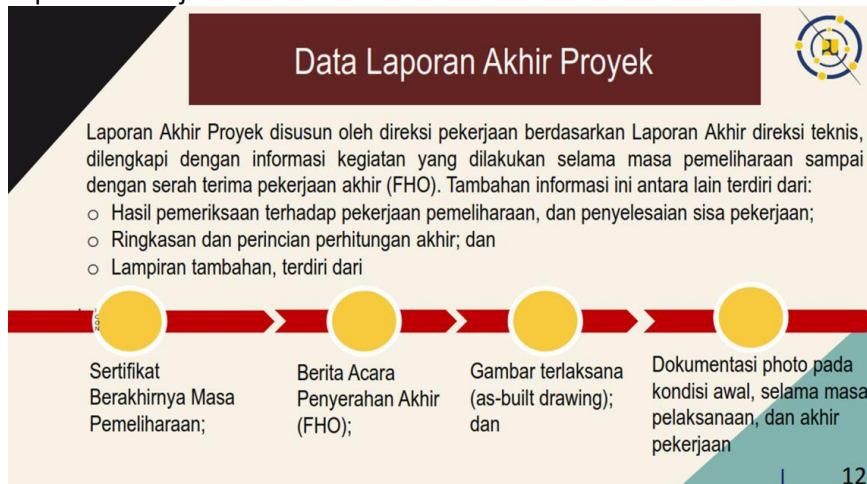 Data Laporan Akhir Proyek
Laporan Akhir Proyek disusun oleh direksi pekerjaan berdasarkan Laporan Akhir direksi teknis,
dilengkapi dengan informasi kegiatan yang dilakukan selama masa pemeliharaan sampai
dengan serah terima pekerjaan akhir (FHO). Tambahan informasi ini antara lain terdiri dari:
○ Hasil pemeriksaan terhadap pekerjaan pemeliharaan, dan penyelesaian sisa pekerjaan;
○ Ringkasan dan perincian perhitungan akhir; dan
○ Lampiran tambahan, terdiri dari
Sertifikat
Berakhirnya Masa
Pemeliharaan;
Berita Acara
Penyerahan Akhir
(FHO);
Gambar terlaksana
(as-built drawing);
dan
Dokumentasi photo pada
kondisi awal, selama masa
pelaksanaan, dan akhir
pekerjaan
12